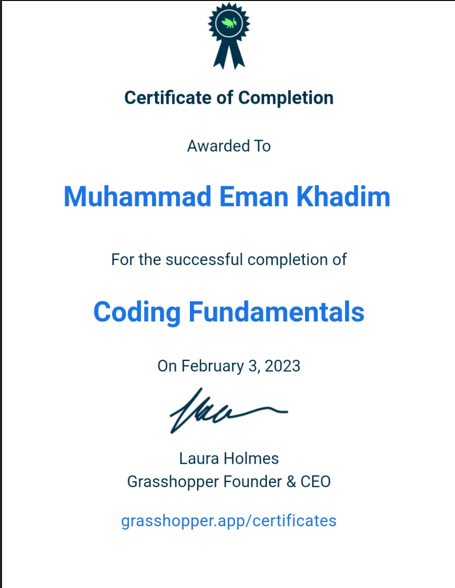 Certificate of Completion
Awarded To
Muhammad Eman Khadim
For the successful completion of
Coding Fundamentals
On February 3, 2023
Laura Holmes
Grasshopper Founder & CEO
grasshopper.app/certificates